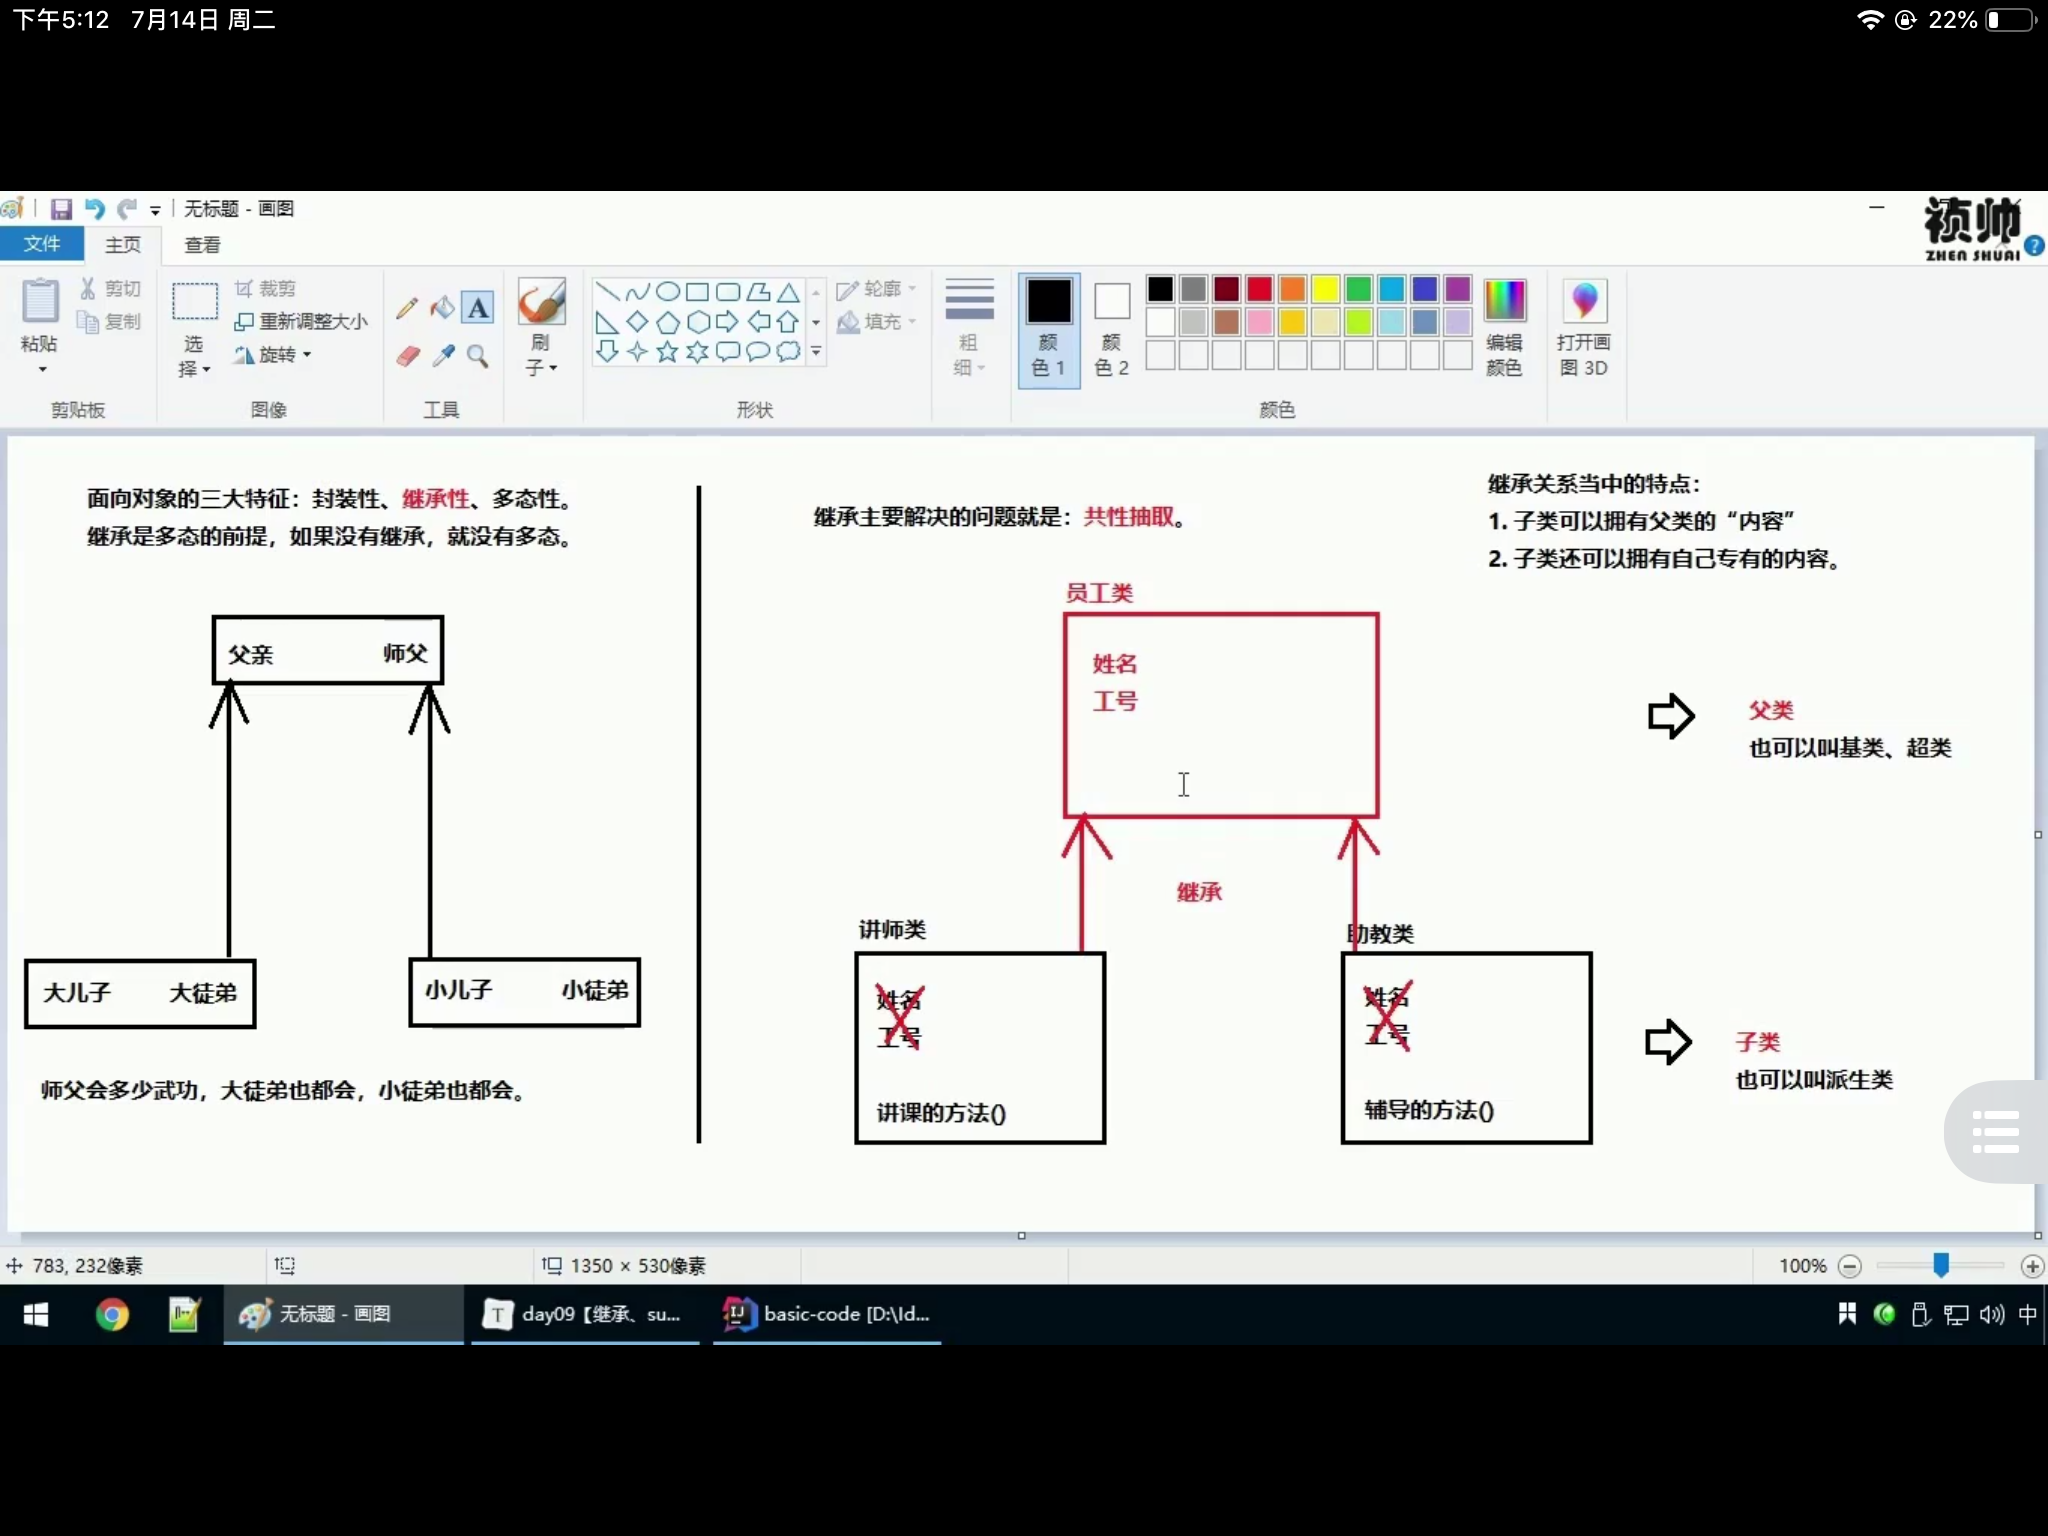 下午5:12 7月14日 周二
22%
无标题 - 画图
祯帅
ZHEN SHUAI
文件 主页 查看
剪切
复制
粘贴
剪贴板
裁剪
重新调整大小
旋转
选
择
图像
A
工具
刷
子
轮廓
填充
形状
粗
细
颜
色 1
颜
色 2
颜色
编辑
颜色
打开画
图 3D
面向对象的三大特征：封装性、继承性、多态性。
继承是多态的前提，如果没有继承，就没有多态。
父亲 师父
大儿子 大徒弟
小儿子 小徒弟
师父会多少武功，大徒弟也都会，小徒弟也都会。
继承主要解决的问题就是：共性抽取。
员工类
姓名
工号
继承
讲师类
姓名
工号
讲课的方法()
助教类
姓名
工号
辅导的方法()
继承关系当中的特点：
1. 子类可以拥有父类的“内容”
2. 子类还可以拥有自己专有的内容。
父类
也可以叫基类、超类
子类
也可以叫派生类
783, 232像素
1350 × 530像素
100%
无标题 - 画图
day09【继承、su...
basic-code [D:\Id...
中